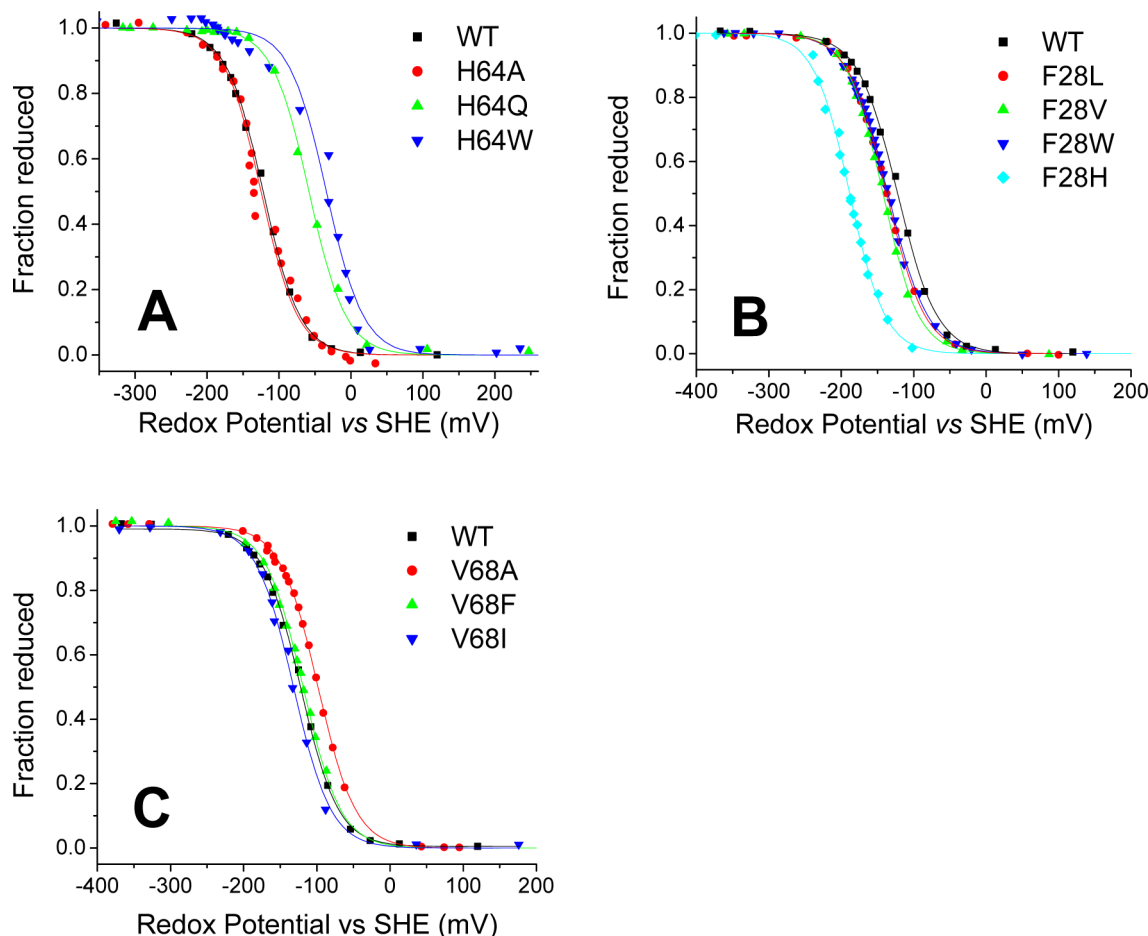 1.0
0.8
0.6
0.4
0.2
0.0
Fraction reduced
-300 -200 -100 0 100 200
Redox Potential vs SHE (mV)
A
WT
H64A
H64Q
H64W
1.0
0.8
0.6
0.4
0.2
0.0
Fraction reduced
-400 -300 -200 -100 0 100 200
Redox Potential vs SHE (mV)
B
WT
F28L
F28V
F28W
F28H
1.0
0.8
0.6
0.4
0.2
0.0
Fraction reduced
-400 -300 -200 -100 0 100 200
Redox Potential vs SHE (mV)
C
WT
V68A
V68F
V68I